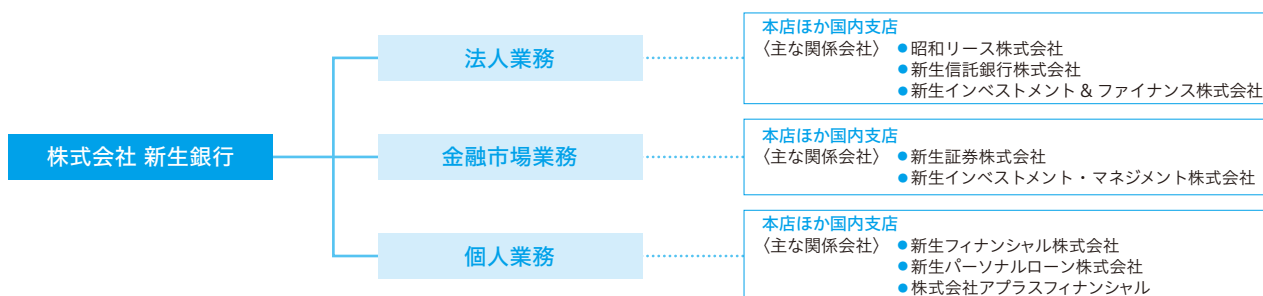 株式会社 新生銀行
法人業務
本店ほか国内支店
〈主な関係会社〉 ●昭和リース株式会社
●新生信託銀行株式会社
●新生インベストメント & ファイナンス株式会社
金融市場業務
本店ほか国内支店
〈主な関係会社〉 ●新生証券株式会社
●新生インベストメント・マネジメント株式会社
個人業務
本店ほか国内支店
〈主な関係会社〉 ●新生フィナンシャル株式会社
●新生パーソナルローン株式会社
●株式会社アプラスフィナンシャル